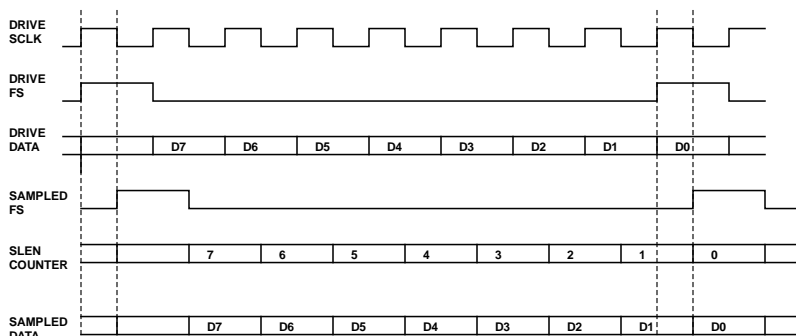 DRIVE
SCLK
DRIVE
FS
DRIVE
DATA
D7 D6 D5 D4 D3 D2 D1 D0
SAMPLED
FS
SLEN
COUNTER
7 6 5 4 3 2 1 0
SAMPLED
DATA
D7 D6 D5 D4 D3 D2 D1 D0